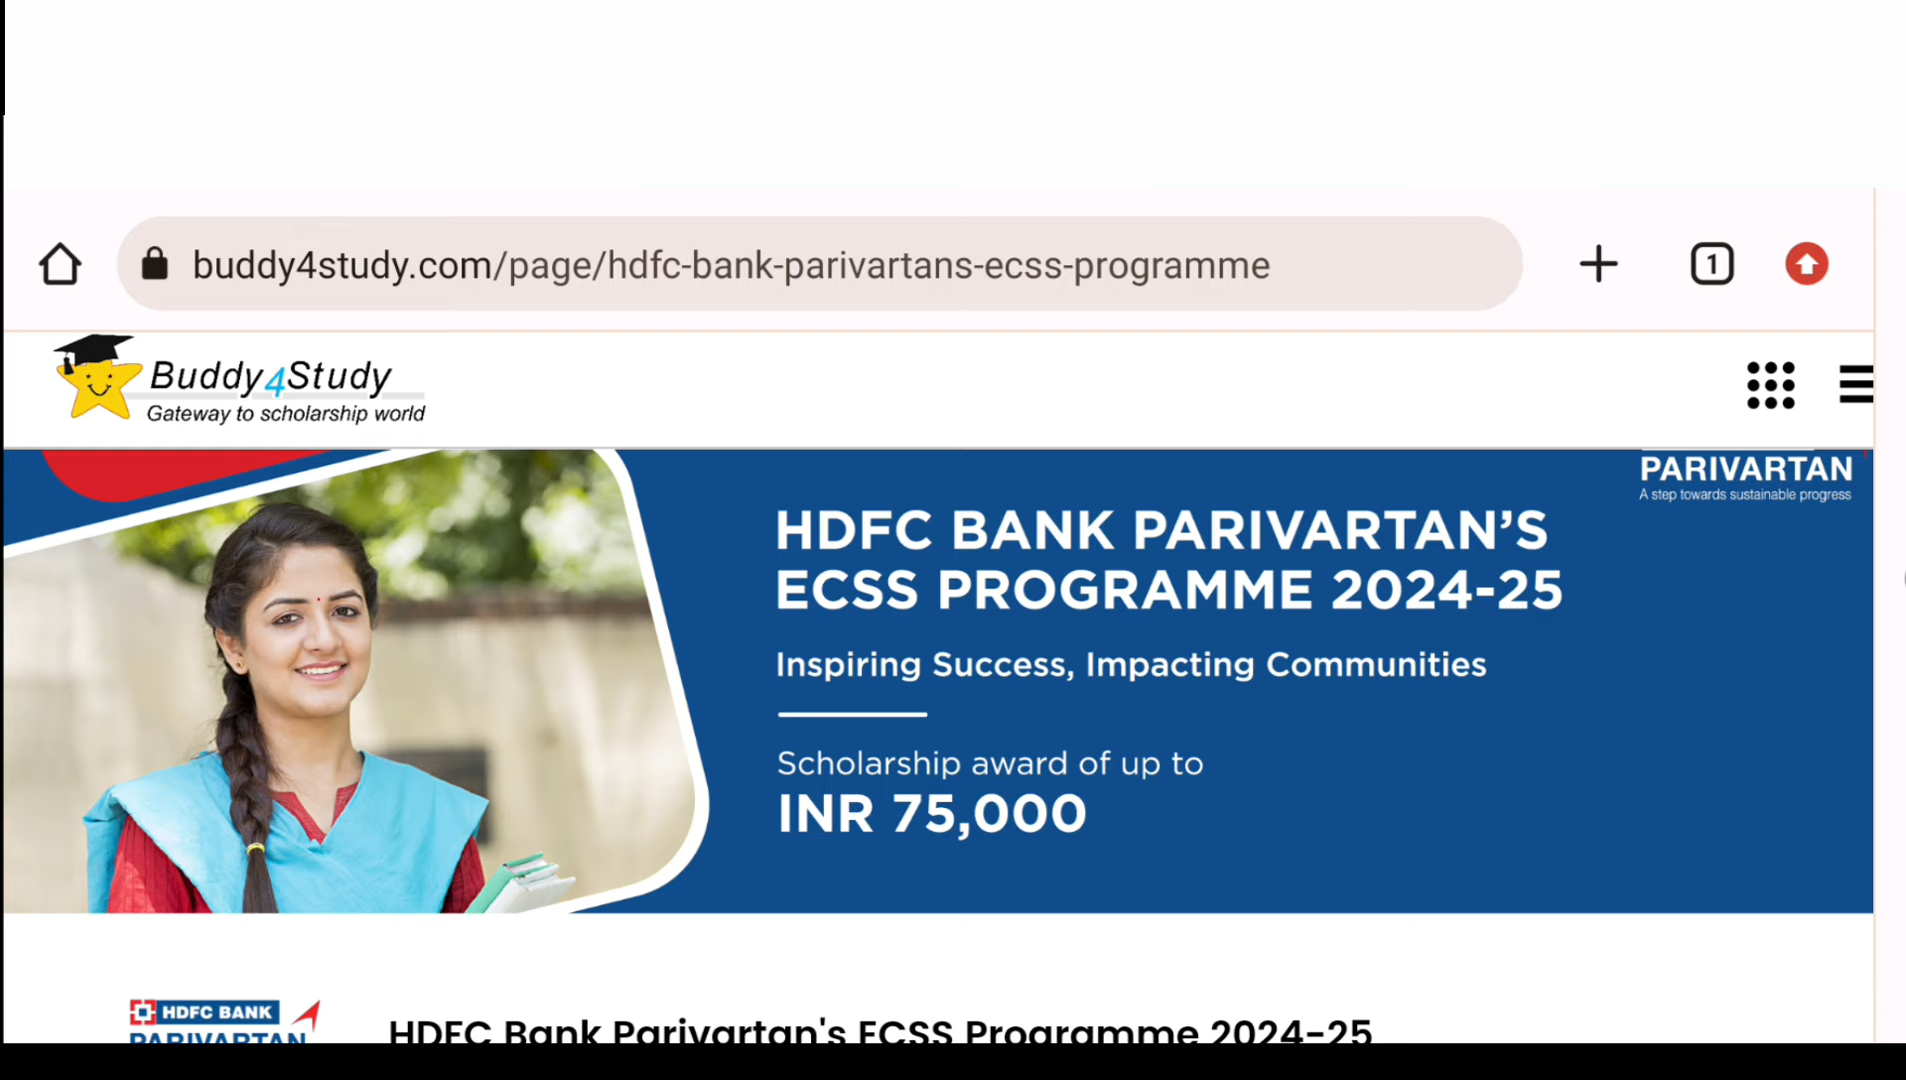 buddy4study.com/page/hdfc-bank-parivartans-ecss-programme
1
Buddy4Study
Gateway to scholarship world
PARIVARTAN
A step towards sustainable progress
HDFC BANK PARIVARTAN’S
ECSS PROGRAMME 2024-25
Inspiring Success, Impacting Communities
Scholarship award of up to
INR 75,000
HDFC BANK
PARIVARTAN
HDFC Bank Parivartan's ECSS Programme 2024-25